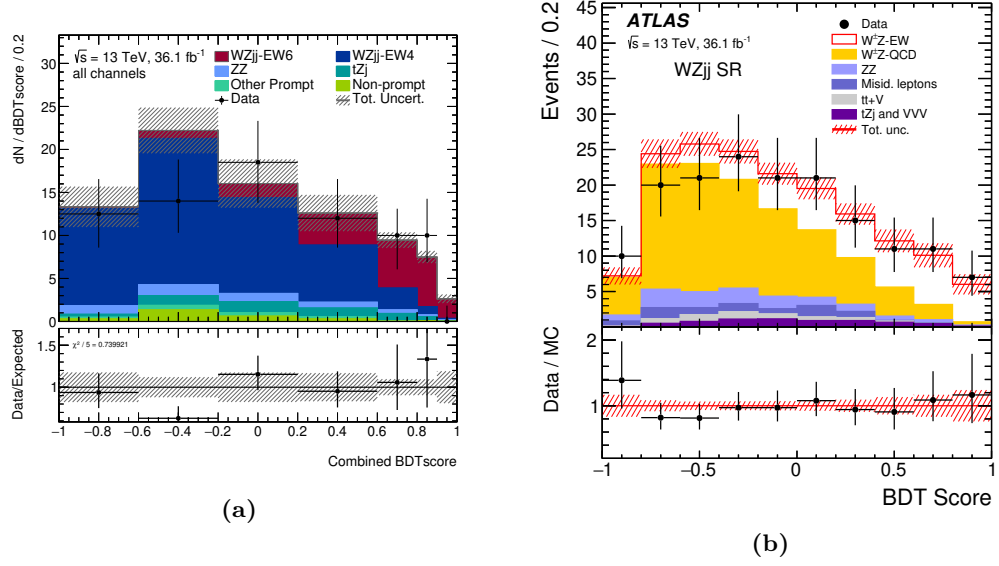 √s = 13 TeV, 36.1 fb⁻¹
all channels
WZjj-EW6
WZjj-EW4
ZZ
tZj
Other Prompt
Non-prompt
Data
Tot. Uncert.
dN / dBDTscore / 0.2
30
25
20
15
10
5
0
χ² / 5 = 0.739921
Data/Expected
1.5
1
−1 −0.8 −0.6 −0.4 −0.2 0 0.2 0.4 0.6 0.8 1
Combined BDTscore
(a)
ATLAS
√s = 13 TeV, 36.1 fb⁻¹
WZjj SR
Data
W±Z-EW
W±Z-QCD
ZZ
Misid. leptons
tt+V
tZj and VVV
Tot. unc.
Events / 0.2
45
40
35
30
25
20
15
10
5
Data / MC
2
1
−1 −0.5 0 0.5 1
BDT Score
(b)